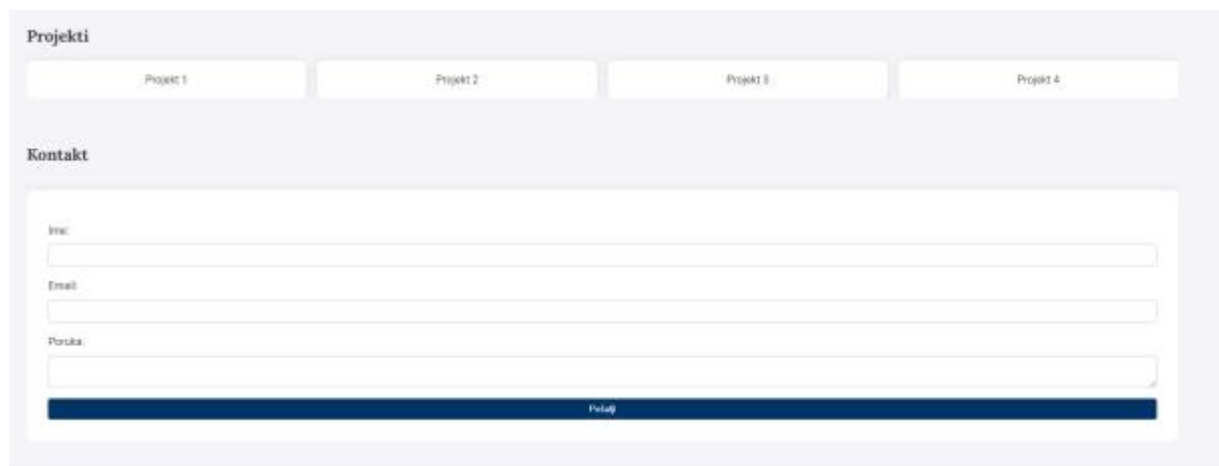 Projekti
Projekt 1 Projekt 2 Projekt 3 Projekt 4
Kontakt
Ime:
Email:
Poruka:
Pošalji